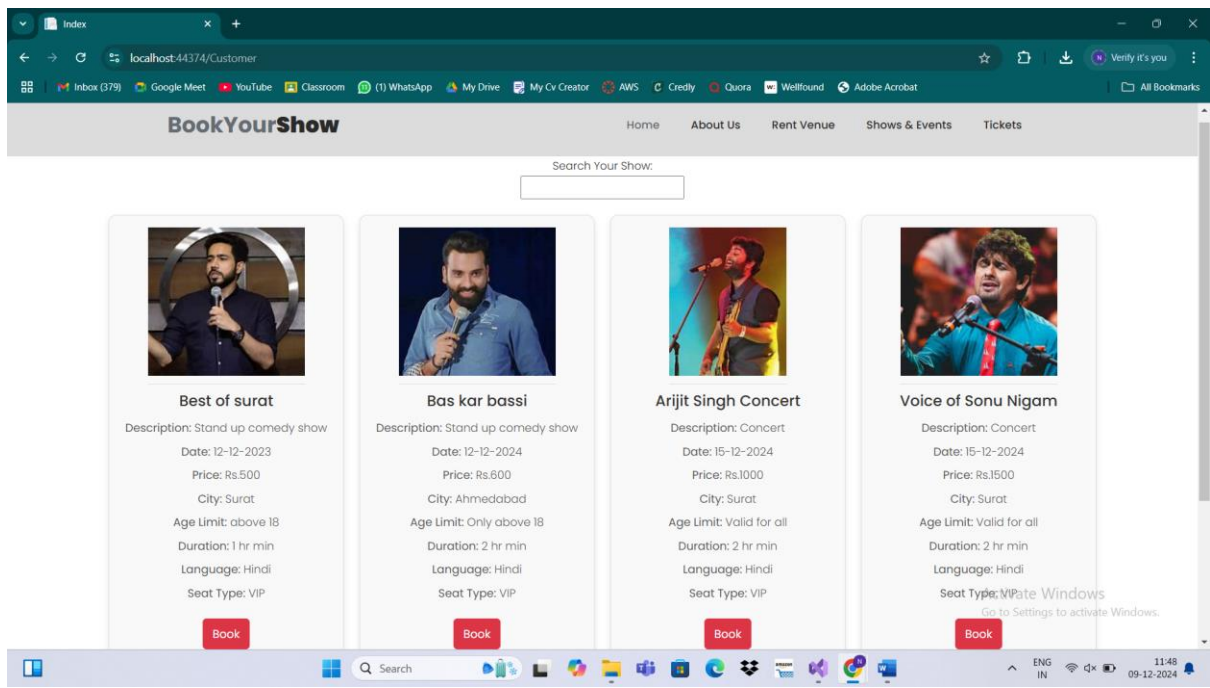 Index
localhost:44374/Customer
Verify it's you
Inbox (379) Google Meet YouTube Classroom (1) WhatsApp My Drive My Cv Creator AWS Credly Quora Wellfound Adobe Acrobat All Bookmarks
BookYourShow Home About Us Rent Venue Shows & Events Tickets
Search Your Show:
Best of surat
Description: Stand up comedy show
Date: 12-12-2023
Price: Rs.500
City: Surat
Age Limit: above 18
Duration: 1 hr min
Language: Hindi
Seat Type: VIP
Book
Bas kar bassi
Description: Stand up comedy show
Date: 12-12-2024
Price: Rs.600
City: Ahmedabad
Age Limit: Only above 18
Duration: 2 hr min
Language: Hindi
Seat Type: VIP
Book
Arijit Singh Concert
Description: Concert
Date: 15-12-2024
Price: Rs.1000
City: Surat
Age Limit: Valid for all
Duration: 2 hr min
Language: Hindi
Seat Type: VIP
Book
Voice of Sonu Nigam
Description: Concert
Date: 15-12-2024
Price: Rs.1500
City: Surat
Age Limit: Valid for all
Duration: 2 hr min
Language: Hindi
Seat Type: VIP
Book
Activate Windows
Go to Settings to activate Windows.
Search
ENG
IN
11:48
09-12-2024